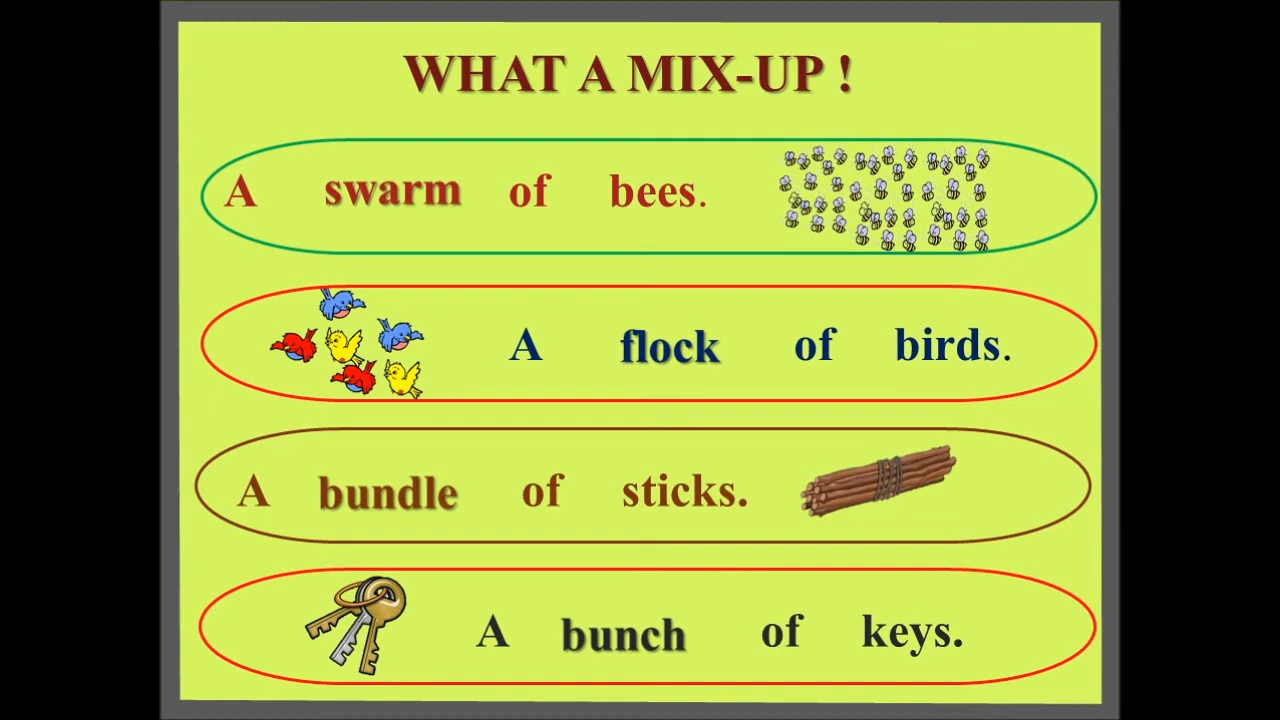 WHAT A MIX-UP !
A swarm of bees.
A flock of birds.
A bundle of sticks.
A bunch of keys.